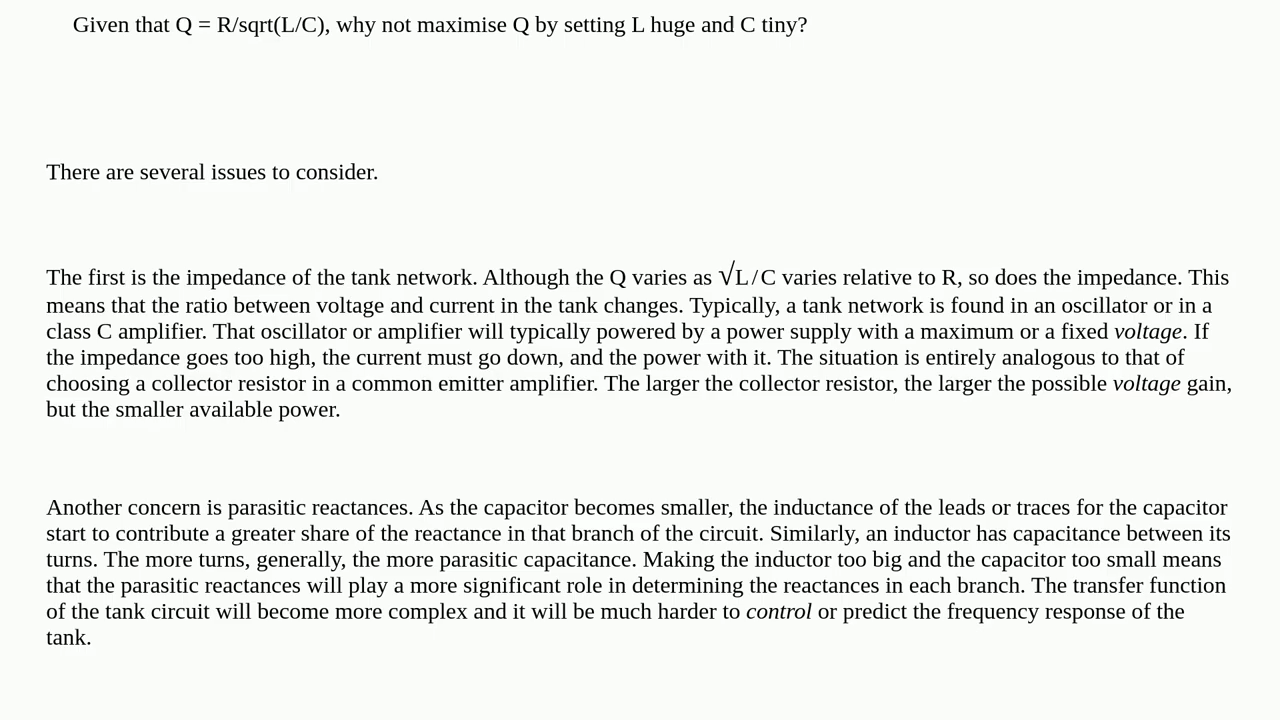 Given that Q = R/sqrt(L/C), why not maximise Q by setting L huge and C tiny?
There are several issues to consider.
The first is the impedance of the tank network. Although the Q varies as √L/C varies relative to R, so does the impedance. This
means that the ratio between voltage and current in the tank changes. Typically, a tank network is found in an oscillator or in a
class C amplifier. That oscillator or amplifier will typically powered by a power supply with a maximum or a fixed voltage. If
the impedance goes too high, the current must go down, and the power with it. The situation is entirely analogous to that of
choosing a collector resistor in a common emitter amplifier. The larger the collector resistor, the larger the possible voltage gain,
but the smaller available power.
Another concern is parasitic reactances. As the capacitor becomes smaller, the inductance of the leads or traces for the capacitor
start to contribute a greater share of the reactance in that branch of the circuit. Similarly, an inductor has capacitance between its
turns. The more turns, generally, the more parasitic capacitance. Making the inductor too big and the capacitor too small means
that the parasitic reactances will play a more significant role in determining the reactances in each branch. The transfer function
of the tank circuit will become more complex and it will be much harder to control or predict the frequency response of the
tank.